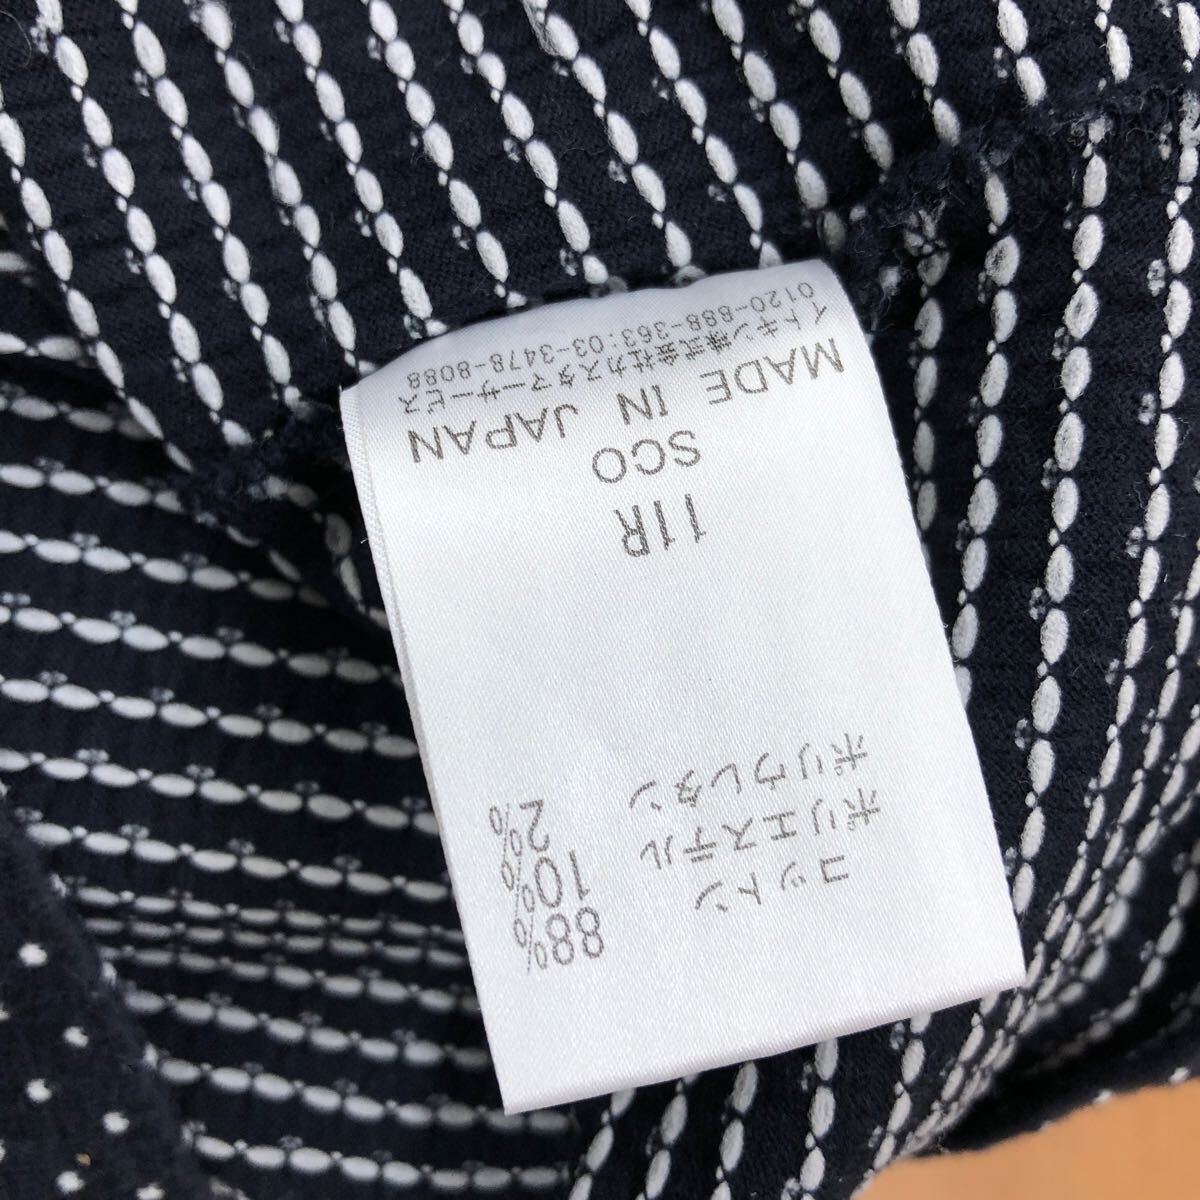 コットン 88%
ポリエステル 10%
ポリウレタン 2%
11R
SCO
MADE IN JAPAN
イトキン株式会社カスタマーサービス
0120-888-363:03-3478-8088